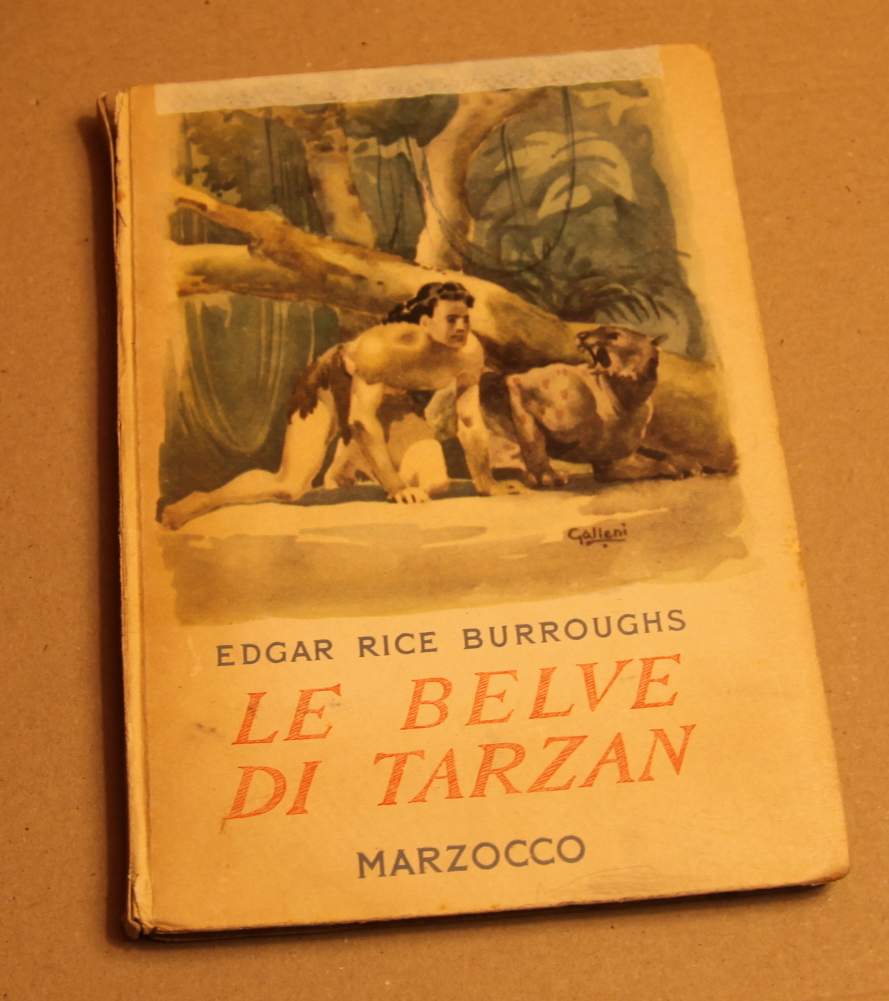 Galleni
EDGAR RICE BURROUGHS
LE BELVE
DI TARZAN
MARZOCCO